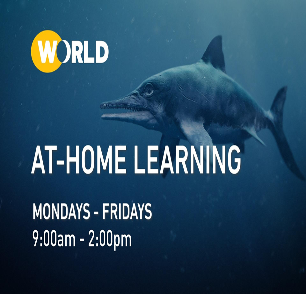 WORLD
AT-HOME LEARNING
MONDAYS - FRIDAYS
9:00am - 2:00pm